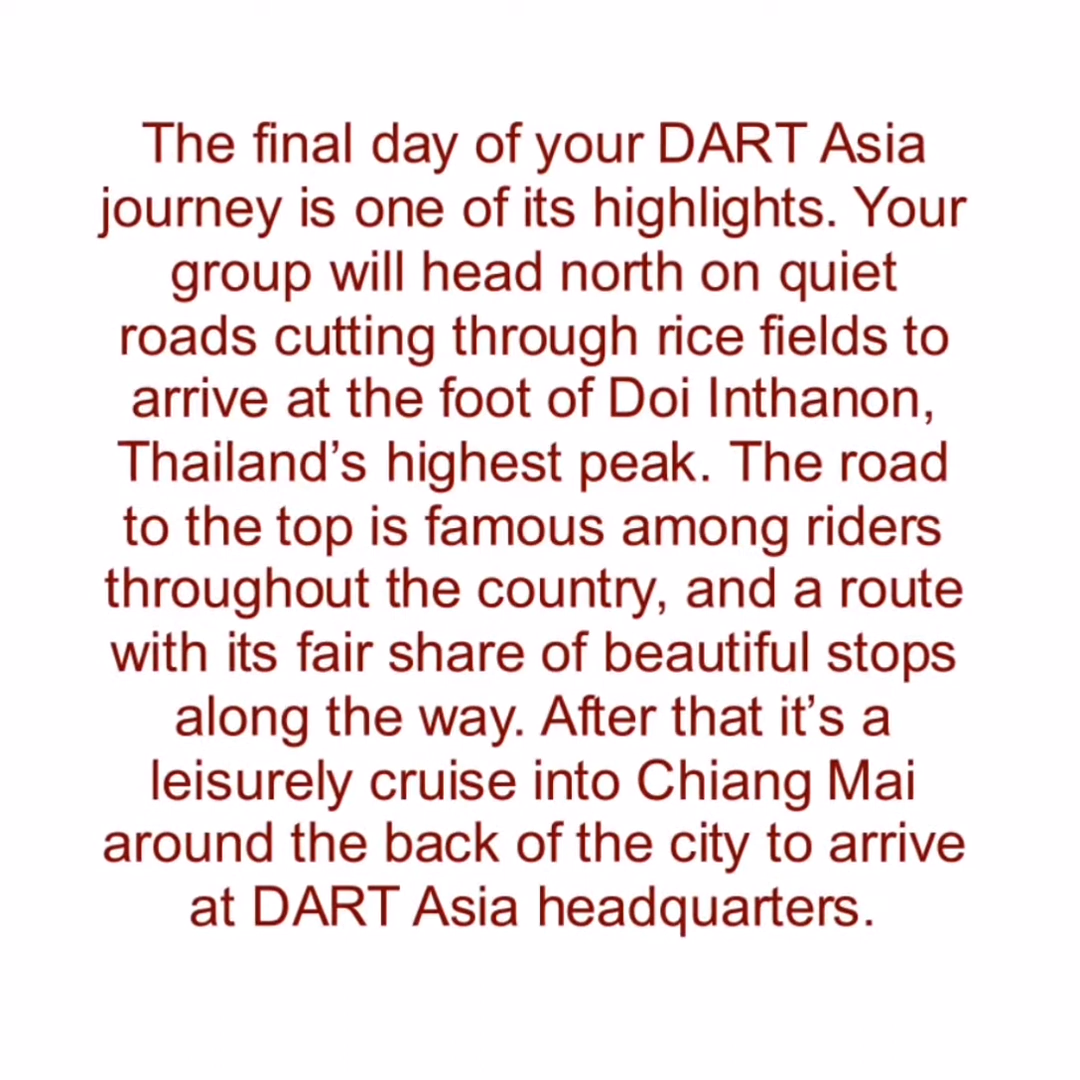 The final day of your DART Asia
journey is one of its highlights. Your
group will head north on quiet
roads cutting through rice fields to
arrive at the foot of Doi Inthanon,
Thailand’s highest peak. The road
to the top is famous among riders
throughout the country, and a route
with its fair share of beautiful stops
along the way. After that it’s a
leisurely cruise into Chiang Mai
around the back of the city to arrive
at DART Asia headquarters.